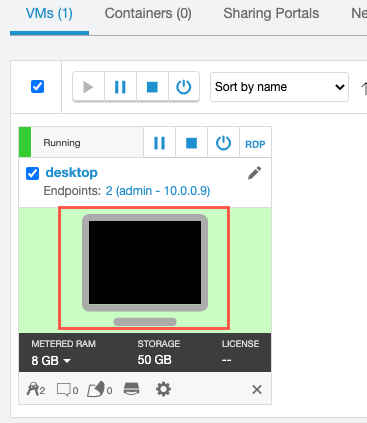 VMs (1) Containers (0) Sharing Portals
Sort by name
Running RDP
desktop
Endpoints: 2 (admin - 10.0.0.9)
METERED RAM STORAGE LICENSE
8 GB 50 GB --
2 0 0